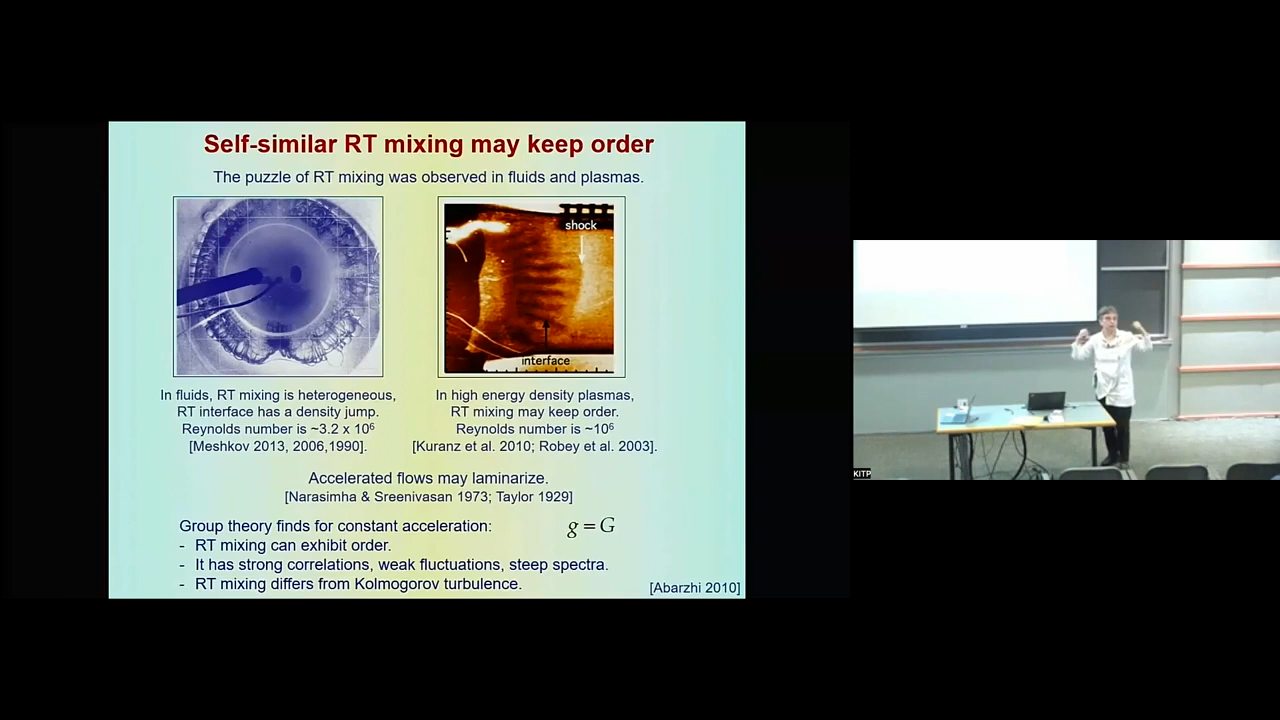 Self-similar RT mixing may keep order
The puzzle of RT mixing was observed in fluids and plasmas.
shock
interface
In fluids, RT mixing is heterogeneous,
RT interface has a density jump.
Reynolds number is ~3.2 x 10⁶
[Meshkov 2013, 2006,1990].
In high energy density plasmas,
RT mixing may keep order.
Reynolds number is ~10⁶
[Kuranz et al. 2010; Robey et al. 2003].
Accelerated flows may laminarize.
[Narasimha & Sreenivasan 1973; Taylor 1929]
Group theory finds for constant acceleration: g = G
- RT mixing can exhibit order.
- It has strong correlations, weak fluctuations, steep spectra.
- RT mixing differs from Kolmogorov turbulence.
[Abarzhi 2010]
KITP